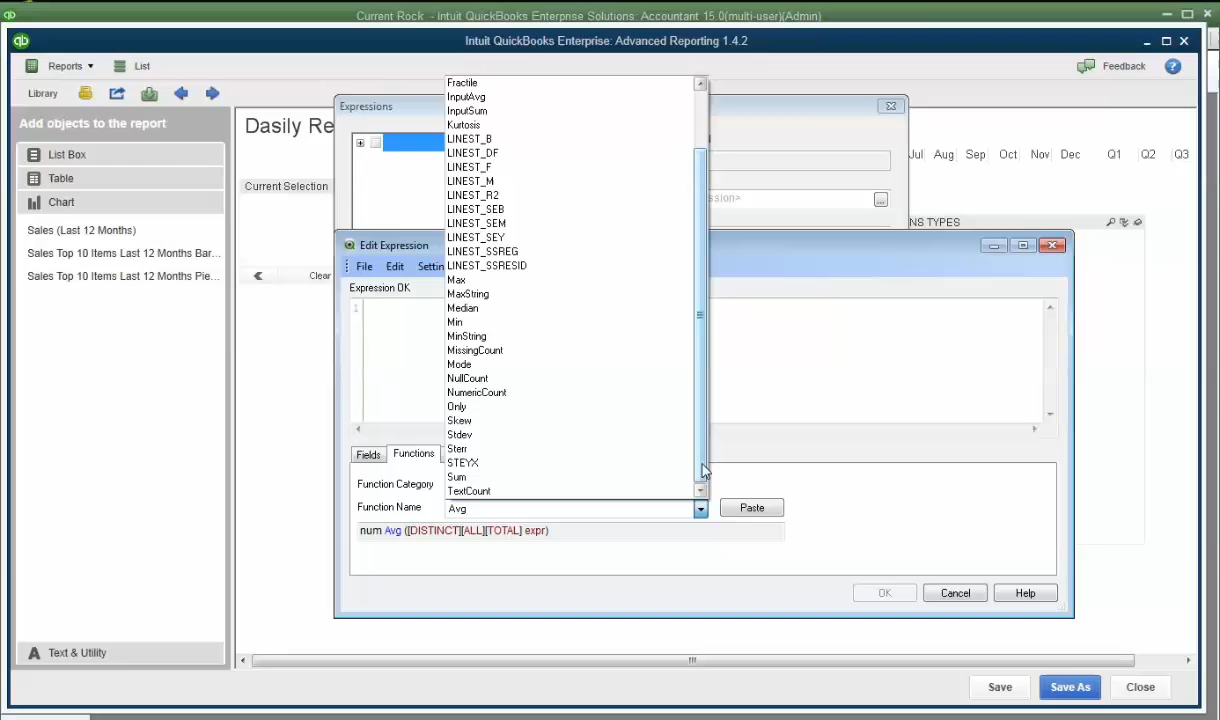 Current Rock - Intuit QuickBooks Enterprise Solutions: Accountant 15.0(multi-user)(Admin)
qb
Intuit QuickBooks Enterprise: Advanced Reporting 1.4.2
Reports
List
Feedback
?
Library
Add objects to the report
List Box
Table
Chart
Sales (Last 12 Months)
Sales Top 10 Items Last 12 Months Bar...
Sales Top 10 Items Last 12 Months Pie...
A Text & Utility
Dasily Re
Current Selection
Clear
Jul Aug Sep Oct Nov Dec Q1 Q2 Q3
NS TYPES
Expressions
sion>
...
Edit Expression
File Edit Settin
Expression OK
1
Fractile
InputAvg
InputSum
Kurtosis
LINEST_B
LINEST_DF
LINEST_F
LINEST_M
LINEST_R2
LINEST_SEB
LINEST_SEM
LINEST_SEY
LINEST_SSREG
LINEST_SSRESID
Max
MaxString
Median
Min
MinString
MissingCount
Mode
NullCount
NumericCount
Only
Skew
Stdev
Sterr
STEYX
Sum
TextCount
Fields Functions
Function Category
Function Name Avg Paste
num Avg ([DISTINCT][ALL][TOTAL] expr)
OK Cancel Help
Save Save As Close